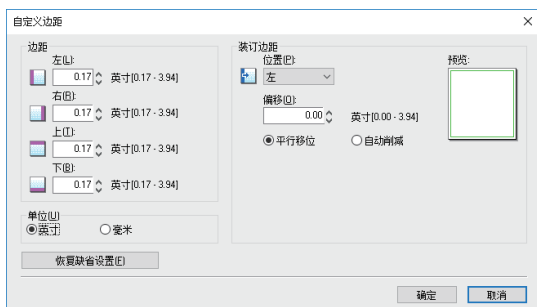 自定义边距
边距
左(L):
0.17 英寸[0.17 - 3.94]
右(R):
0.17 英寸[0.17 - 3.94]
上(T):
0.17 英寸[0.17 - 3.94]
下(B):
0.17 英寸[0.17 - 3.94]
单位(U)
英寸 毫米
恢复缺省设置(F)
装订边距
位置(P):
左
偏移(O):
0.00 英寸[0.00 - 3.94]
平行移位 自动削减
预览:
确定 取消